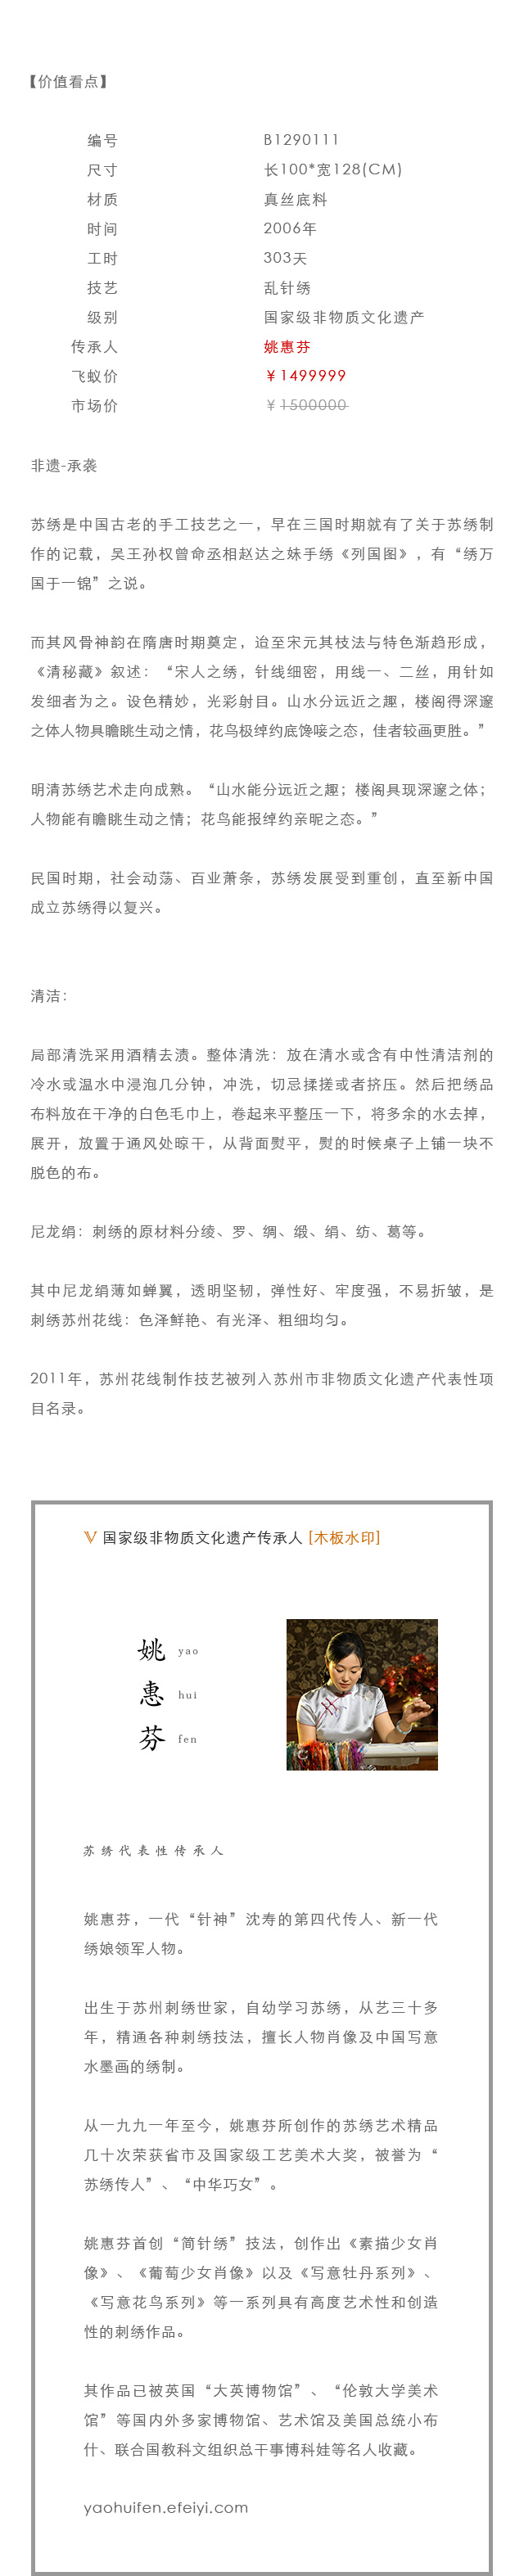 【价值看点】
编号 B1290111
尺寸 长100*宽128(CM)
材质 真丝底料
时间 2006年
工时 303天
技艺 乱针绣
级别 国家级非物质文化遗产
传承人 姚惠芬
飞蚁价 ¥1499999
市场价 ¥1500000
非遗-承袭
苏绣是中国古老的手工技艺之一，早在三国时期就有了关于苏绣制
作的记载，吴王孙权曾命丞相赵达之妹手绣《列国图》，有“绣万
国于一锦”之说。
而其风骨神韵在隋唐时期奠定，迨至宋元其枝法与特色渐趋形成，
《清秘藏》叙述：“宋人之绣，针线细密，用线一、二丝，用针如
发细者为之。设色精妙，光彩射目。山水分远近之趣，楼阁得深邃
之体人物具瞻眺生动之情，花鸟极绰约底馋唼之态，佳者较画更胜。”
明清苏绣艺术走向成熟。“山水能分远近之趣；楼阁具现深邃之体；
人物能有瞻眺生动之情；花鸟能报绰约亲昵之态。”
民国时期，社会动荡、百业萧条，苏绣发展受到重创，直至新中国
成立苏绣得以复兴。
清洁：
局部清洗采用酒精去渍。整体清洗：放在清水或含有中性清洁剂的
冷水或温水中浸泡几分钟，冲洗，切忌揉搓或者挤压。然后把绣品
布料放在干净的白色毛巾上，卷起来平整压一下，将多余的水去掉，
展开，放置于通风处晾干，从背面熨平，熨的时候桌子上铺一块不
脱色的布。
尼龙绢：刺绣的原材料分绫、罗、绸、缎、绢、纺、葛等。
其中尼龙绢薄如蝉翼，透明坚韧，弹性好、牢度强，不易折皱，是
刺绣苏州花线：色泽鲜艳、有光泽、粗细均匀。
2011年，苏州花线制作技艺被列入苏州市非物质文化遗产代表性项
目名录。
V 国家级非物质文化遗产传承人 [木板水印]
姚 yao
惠 hui
芬 fen
苏绣代表性传承人
姚惠芬，一代“针神”沈寿的第四代传人、新一代
绣娘领军人物。
出生于苏州刺绣世家，自幼学习苏绣，从艺三十多
年，精通各种刺绣技法，擅长人物肖像及中国写意
水墨画的绣制。
从一九九一年至今，姚惠芬所创作的苏绣艺术精品
几十次荣获省市及国家级工艺美术大奖，被誉为“
苏绣传人”、“中华巧女”。
姚惠芬首创“简针绣”技法，创作出《素描少女肖
像》、《葡萄少女肖像》以及《写意牡丹系列》、
《写意花鸟系列》等一系列具有高度艺术性和创造
性的刺绣作品。
其作品已被英国“大英博物馆”、“伦敦大学美术
馆”等国内外多家博物馆、艺术馆及美国总统小布
什、联合国教科文组织总干事博科娃等名人收藏。
yaohuifen.efeiyi.com